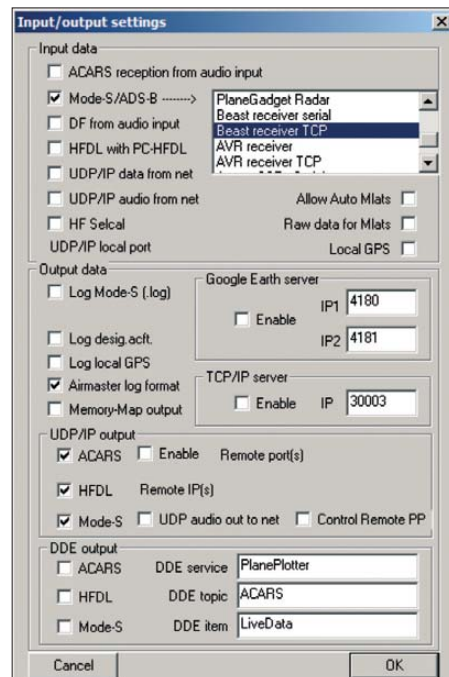 Input/output settings
Input data
ACARS reception from audio input
Mode-S/ADS-B -------->
DF from audio input
HFDL with PC-HFDL
UDP/IP data from net
UDP/IP audio from net
HF Selcal
UDP/IP local port
PlaneGadget Radar
Beast receiver serial
Beast receiver TCP
AVR receiver
AVR receiver TCP
Allow Auto Mlats
Raw data for Mlats
Local GPS
Output data
Log Mode-S (.log)
Log desig.acft.
Log local GPS
Airmaster log format
Memory-Map output
Google Earth server
Enable
IP1 4180
IP2 4181
TCP/IP server
Enable IP 30003
UDP/IP output
ACARS Enable Remote port(s)
HFDL Remote IP(s)
Mode-S UDP audio out to net Control Remote PP
DDE output
ACARS DDE service PlanePlotter
HFDL DDE topic ACARS
Mode-S DDE item LiveData
Cancel OK